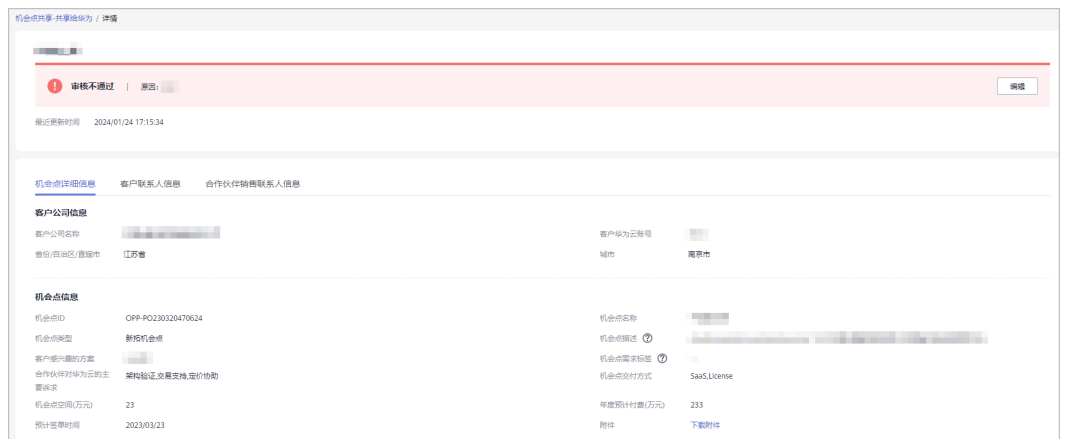 机会点共享-共享给华为 / 详情
审核不通过 | 原因：
编辑
最近更新时间 2024/01/24 17:15:34
机会点详细信息 客户联系人信息 合作伙伴销售联系人信息
客户公司信息
客户公司名称 客户华为云账号
省份/自治区/直辖市 江苏省 城市 南京市
机会点信息
机会点ID OPP-PO230320470624 机会点名称
机会点类型 新拓机会点 机会点描述
客户感兴趣的方案 机会点需求标签
合作伙伴对华为云的主 架构验证,交易支持,定价协助 机会点交付方式 SaaS,License
要诉求
机会点空间(万元) 23 年度预计付费(万元) 233
预计签单时间 2023/03/23 附件 下载附件